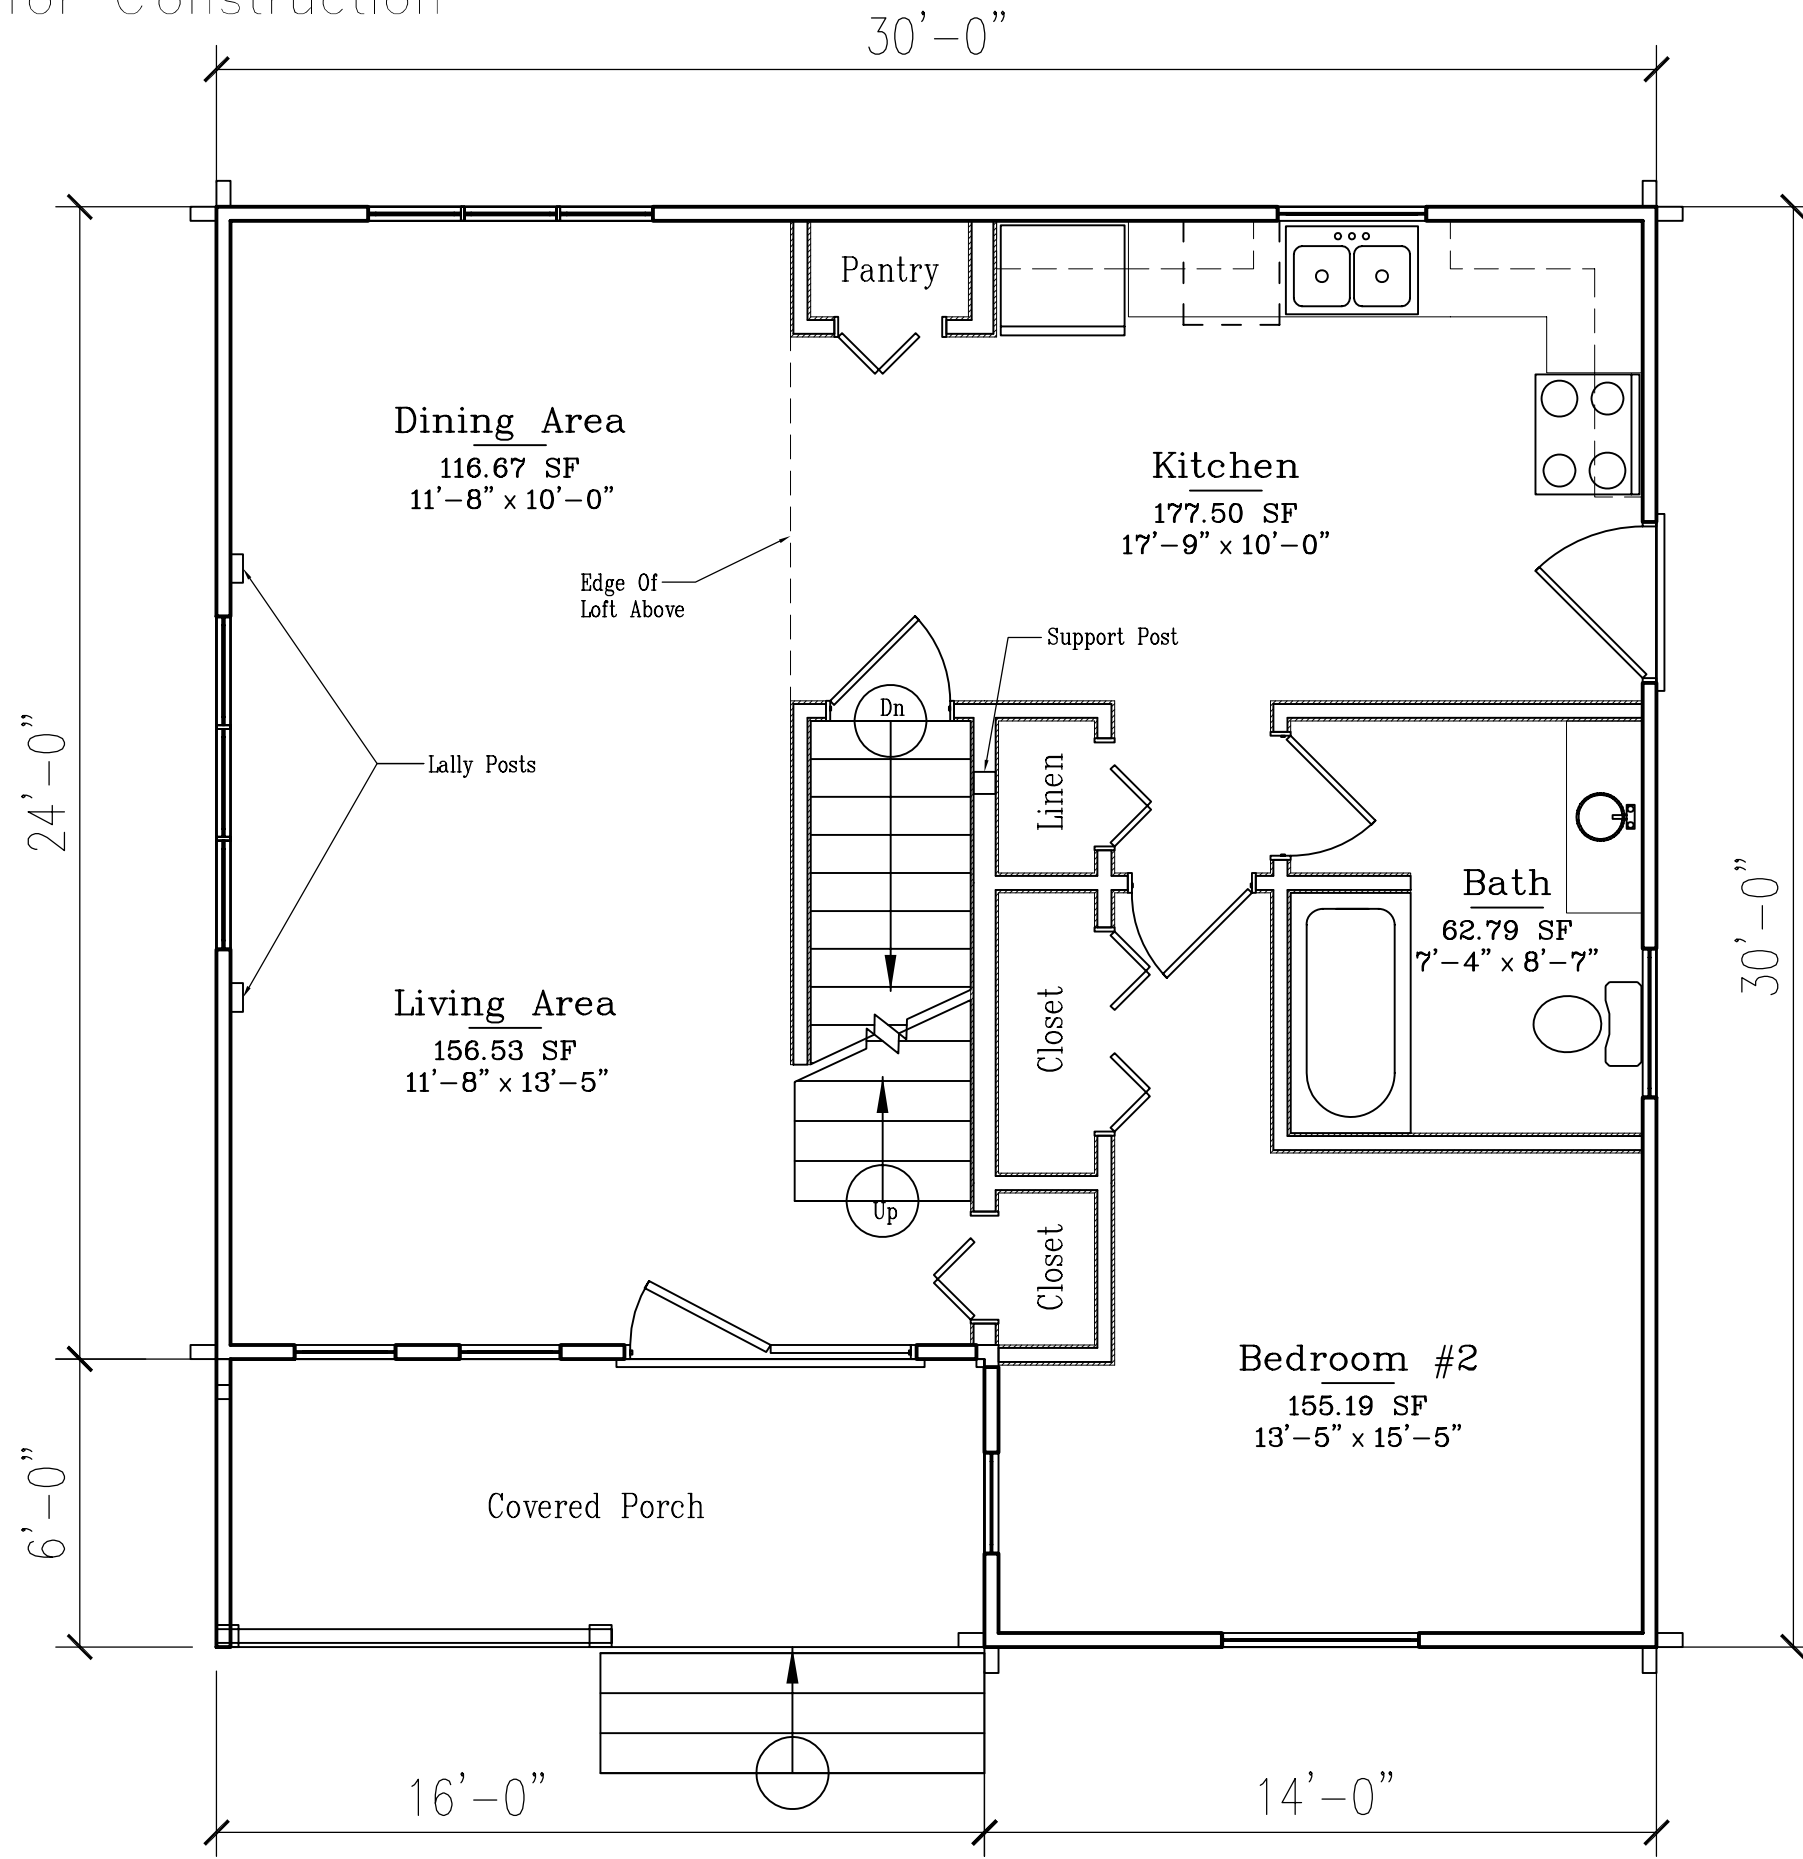 for Construction
30'-0"
Pantry
Dining Area
116.67 SF
11'-8" x 10'-0"
Kitchen
177.50 SF
17'-9" x 10'-0"
Edge Of
Loft Above
Support Post
Dn
24'-0"
Lally Posts
Linen
Bath
62.79 SF
7'-4" x 8'-7"
30'-0"
Living Area
156.53 SF
11'-8" x 13'-5"
Closet
Up
Closet
Bedroom #2
155.19 SF
13'-5" x 15'-5"
6'-0"
Covered Porch
16'-0"
14'-0"